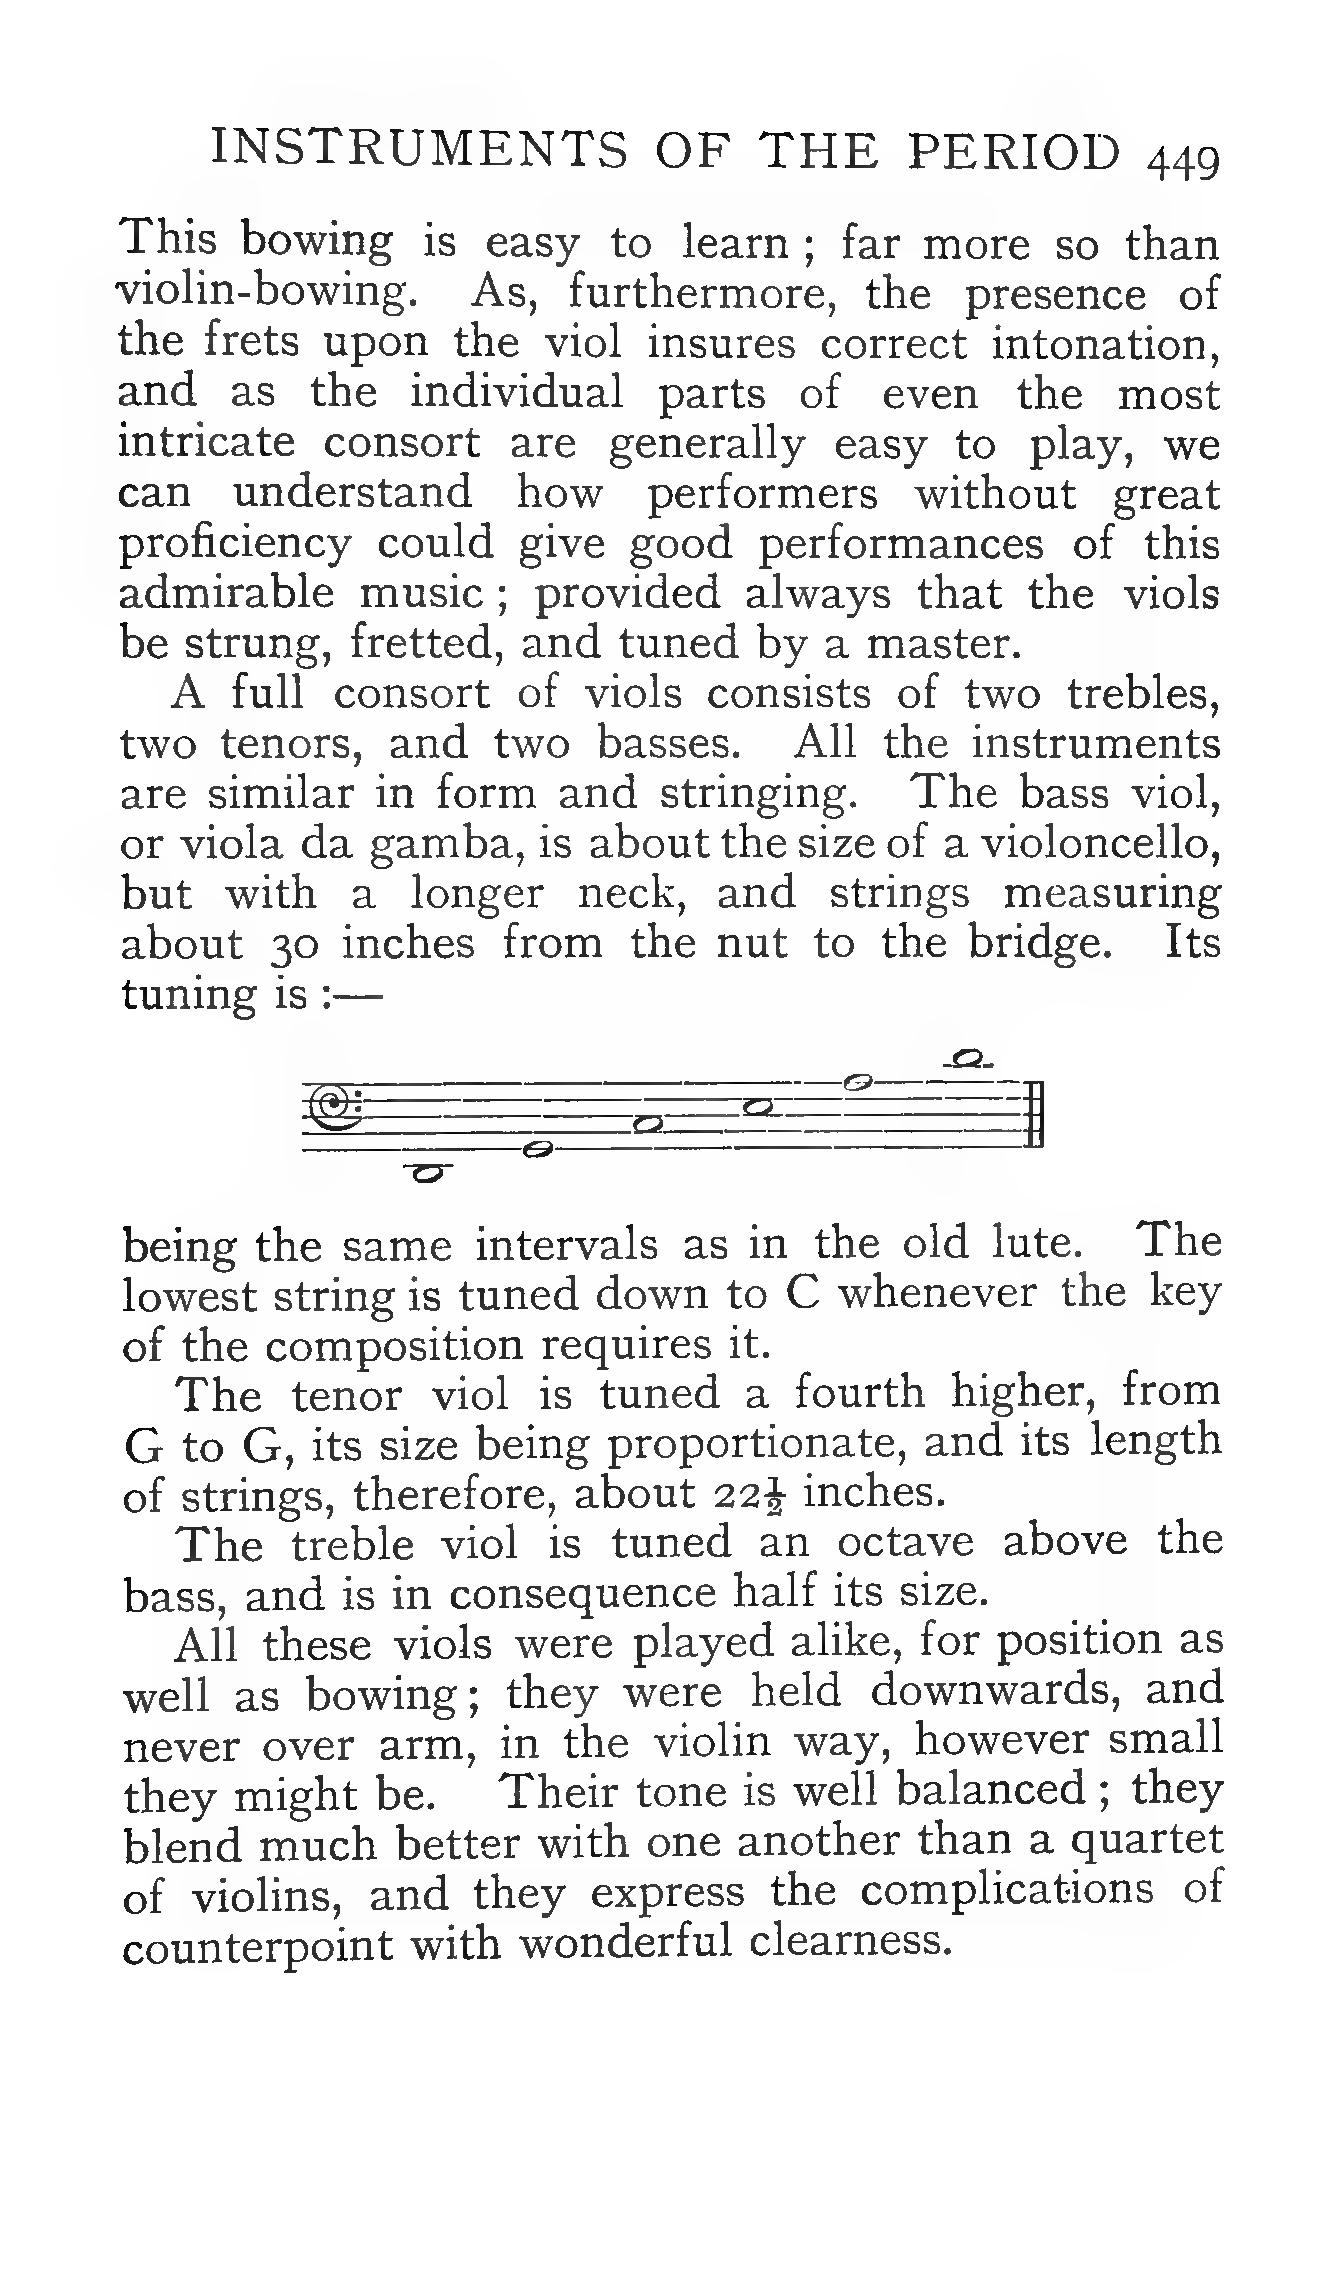 INSTRUMENTS OF THE PERIOD 449
This bowing is easy to learn ; far more so than
violin-bowing. As, furthermore, the presence of
the frets upon the viol insures correct intonation,
and as the individual parts of even the most
intricate consort are generally easy to play, we
can understand how performers without great
proficiency could give good performances of this
admirable music ; provided always that the viols
be strung, fretted, and tuned by a master.
A full consort of viols consists of two trebles,
two tenors, and two basses. All the instruments
are similar in form and stringing. The bass viol,
or viola da gamba, is about the size of a violoncello,
but with a longer neck, and strings measuring
about 30 inches from the nut to the bridge. Its
tuning is :—
being the same intervals as in the old lute. The
lowest string is tuned down to C whenever the key
of the composition requires it.
The tenor viol is tuned a fourth higher, from
G to G, its size being proportionate, and its length
of strings, therefore, about 22½ inches.
The treble viol is tuned an octave above the
bass, and is in consequence half its size.
All these viols were played alike, for position as
well as bowing ; they were held downwards, and
never over arm, in the violin way, however small
they might be. Their tone is well balanced ; they
blend much better with one another than a quartet
of violins, and they express the complications of
counterpoint with wonderful clearness.